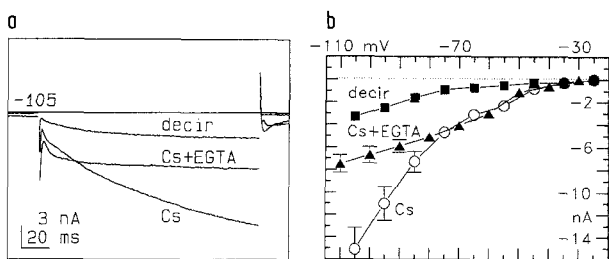 a
-105
decir
Cs+EGTA
Cs
3 nA
20 ms
b
-110 mV
-70
-30
decir
Cs+EGTA
Cs
-2
-6
-10
nA
-14